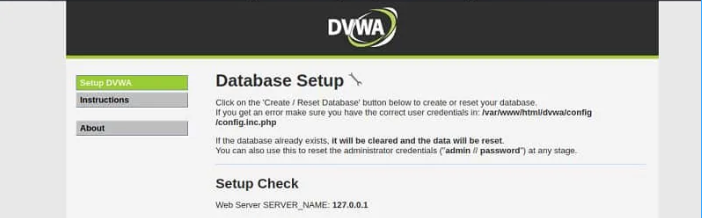 DVWA
Setup DVWA
Instructions
About
Database Setup
Click on the 'Create / Reset Database' button below to create or reset your database.
If you get an error make sure you have the correct user credentials in: /var/www/html/dvwa/config
/config.inc.php
If the database already exists, it will be cleared and the data will be reset.
You can also use this to reset the administrator credentials ("admin // password") at any stage.
Setup Check
Web Server SERVER_NAME: 127.0.0.1